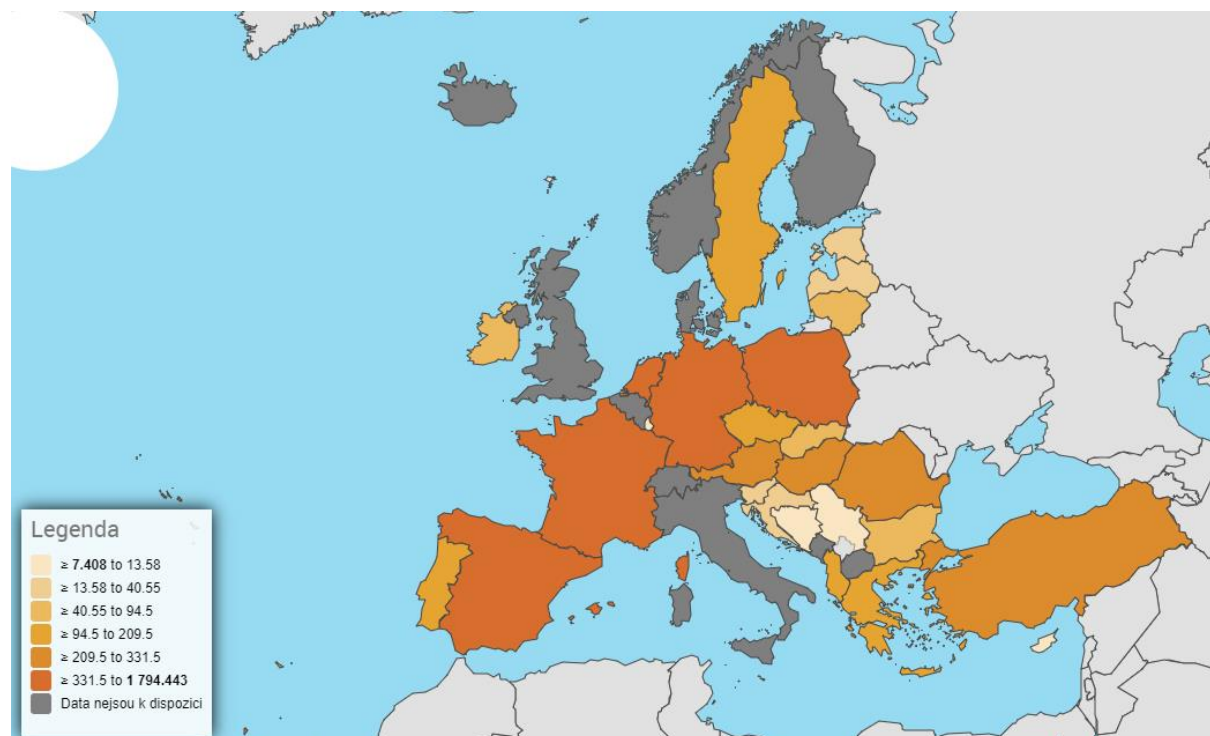 Legenda
≥ 7.408 to 13.58
≥ 13.58 to 40.55
≥ 40.55 to 94.5
≥ 94.5 to 209.5
≥ 209.5 to 331.5
≥ 331.5 to 1 794.443
Data nejsou k dispozici